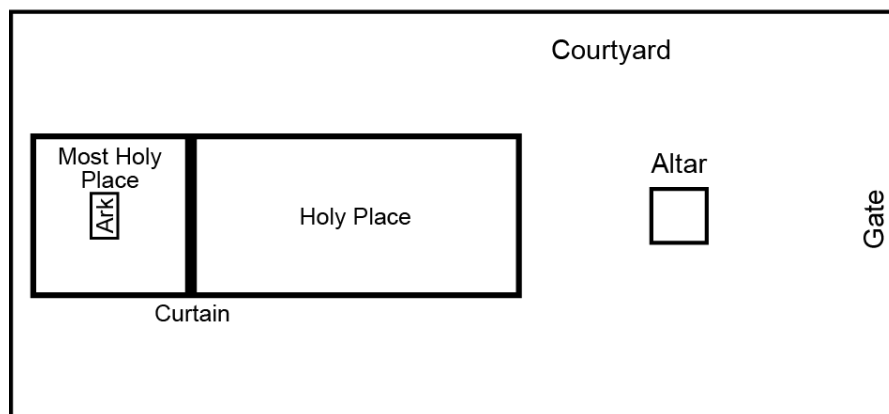 Courtyard
Most Holy
Place
Ark
Holy Place
Altar
Gate
Curtain